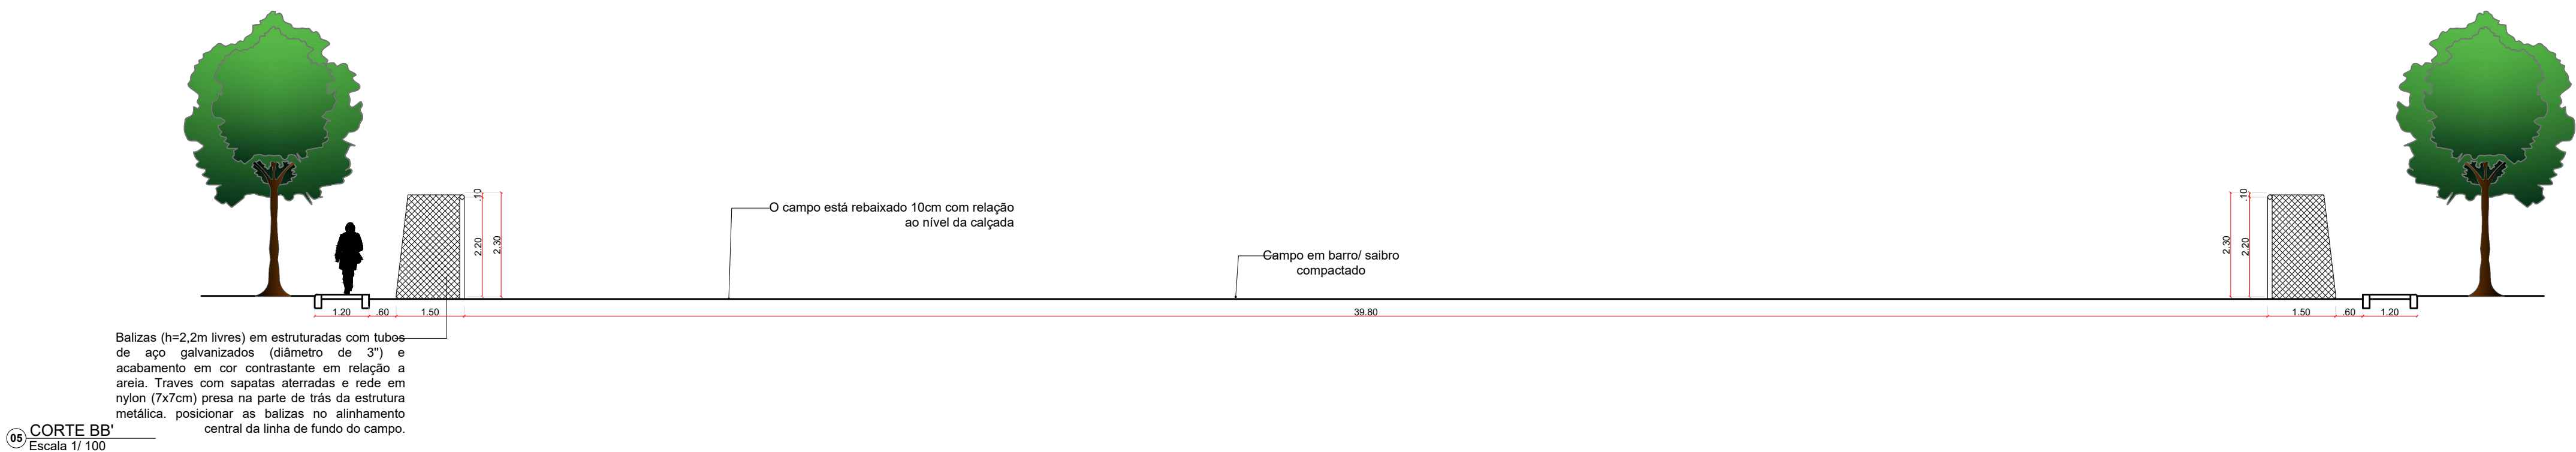 .10
2.20
2.30
O campo está rebaixado 10cm com relação
ao nível da calçada
Campo em barro/ saibro
compactado
2.30
2.20
.10
1.20
.60
1.50
39.80
1.50
.60
1.20
Balizas (h=2,2m livres) em estruturadas com tubos
de aço galvanizados (diâmetro de 3") e
acabamento em cor contrastante em relação a
areia. Traves com sapatas aterradas e rede em
nylon (7x7cm) presa na parte de trás da estrutura
metálica. posicionar as balizas no alinhamento
central da linha de fundo do campo.
05
CORTE BB'
Escala 1/ 100